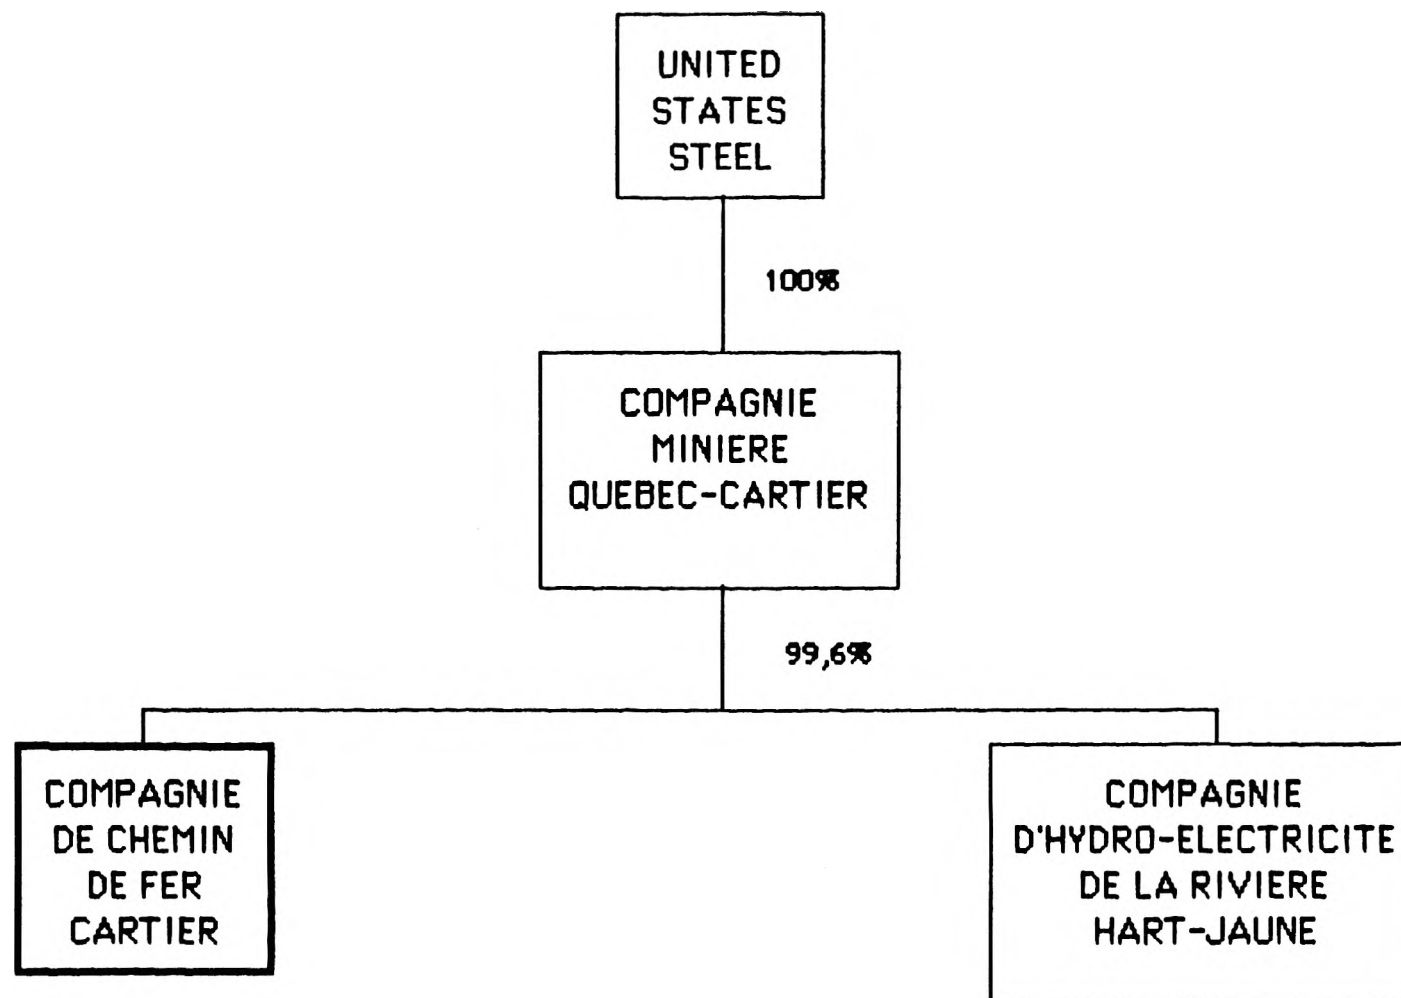 UNITED
STATES
STEEL
100%
COMPAGNIE
MINIERE
QUEBEC-CARTIER
99,6%
COMPAGNIE
DE CHEMIN
DE FER
CARTIER
COMPAGNIE
D'HYDRO-ELECTRICITE
DE LA RIVIERE
HART-JAUNE